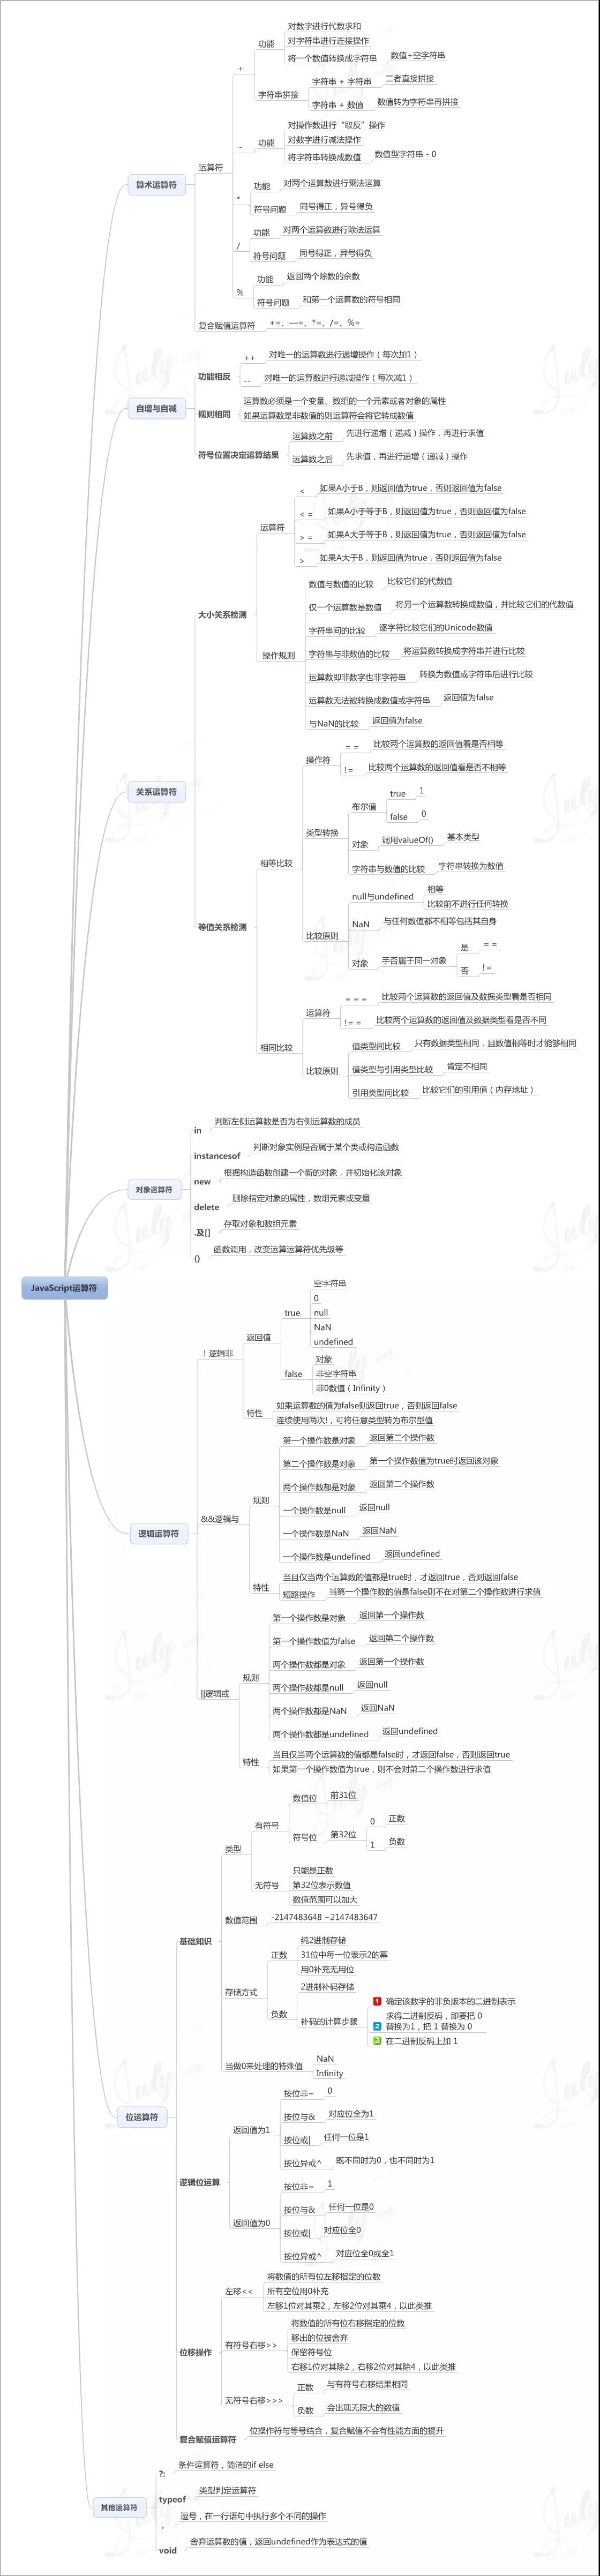 JavaScript运算符
算术运算符
运算符
+
功能
对数字进行代数求和
对字符串进行连接操作
将一个数值转换成字符串
数值+空字符串
字符串拼接
字符串 + 字符串
二者直接拼接
字符串 + 数值
数值转为字符串再拼接
-
功能
对操作数进行“取反”操作
对数字进行减法操作
将字符串转换成数值
数值型字符串 - 0
*
功能
对两个运算数进行乘法运算
符号问题
同号得正，异号得负
/
功能
对两个运算数进行除法运算
符号问题
同号得正，异号得负
%
功能
返回两个除数的余数
符号问题
和第一个运算数的符号相同
复合赋值运算符
+=、—=、*=、/=、%=
自增与自减
功能相反
++
对唯一的运算数进行递增操作（每次加1）
--
对唯一的运算数进行递减操作（每次减1）
规则相同
运算数必须是一个变量、数组的一个元素或者对象的属性
如果运算数是非数值的则运算符会将它转成数值
符号位置决定运算结果
运算数之前
先进行递增（递减）操作，再进行求值
运算数之后
先求值，再进行递增（递减）操作
关系运算符
大小关系检测
运算符
<
如果A小于B，则返回值为true，否则返回值为false
< =
如果A小于等于B，则返回值为true，否则返回值为false
> =
如果A大于等于B，则返回值为true，否则返回值为false
>
如果A大于B，则返回值为true，否则返回值为false
操作规则
数值与数值的比较
比较它们的代数值
仅一个运算数是数值
将另一个运算数转换成数值，并比较它们的代数值
字符串间的比较
逐字符比较它们的Unicode数值
字符串与非数值的比较
将运算数转换成字符串并进行比较
运算数即非数字也非字符串
转换为数值或字符串后进行比较
运算数无法被转换成数值或字符串
返回值为false
与NaN的比较
返回值为false
等值关系检测
相等比较
操作符
= =
比较两个运算数的返回值看是否相等
! =
比较两个运算数的返回值看是否不相等
类型转换
布尔值
true
1
false
0
对象
调用valueOf()
基本类型
字符串与数值的比较
字符串转换为数值
比较原则
null与undefined
相等
比较前不进行任何转换
NaN
与任何数值都不相等包括其自身
对象
手否属于同一对象
是
= =
否
! =
相同比较
运算符
= = =
比较两个运算数的返回值及数据类型看是否相同
! = =
比较两个运算数的返回值及数据类型看是否不同
比较原则
值类型间比较
只有数据类型相同，且数值相等时才能够相同
值类型与引用类型比较
肯定不相同
引用类型间比较
比较它们的引用值（内存地址）
对象运算符
in
判断左侧运算数是否为右侧运算数的成员
instancesof
判断对象实例是否属于某个类或构造函数
new
根据构造函数创建一个新的对象，并初始化该对象
delete
删除指定对象的属性，数组元素或变量
.及[]
存取对象和数组元素
()
函数调用，改变运算运算符优先级等
逻辑运算符
！逻辑非
返回值
true
空字符串
0
null
NaN
undefined
false
对象
非空字符串
非0数值（Infinity）
特性
如果运算数的值为false则返回true，否则返回false
连续使用两次!，可将任意类型转为布尔型值
&&逻辑与
规则
第一个操作数是对象
返回第二个操作数
第二个操作数是对象
第一个操作数值为true时返回该对象
两个操作数都是对象
返回第二个操作数
一个操作数是null
返回null
一个操作数是NaN
返回NaN
一个操作数是undefined
返回undefined
特性
当且仅当两个运算数的值都是true时，才返回true，否则返回false
短路操作
当第一个操作数的值是false则不在对第二个操作数进行求值
||逻辑或
规则
第一个操作数是对象
返回第一个操作数
第一个操作数值为false
返回第二个操作数
两个操作数都是对象
返回第一个操作数
两个操作数都是null
返回null
两个操作数都是NaN
返回NaN
两个操作数都是undefined
返回undefined
特性
当且仅当两个运算数的值都是false时，才返回false，否则返回true
如果第一个操作数值为true，则不会对第二个操作数进行求值
位运算符
基础知识
类型
有符号
数值位
前31位
符号位
第32位
0
正数
1
负数
无符号
只能是正数
第32位表示数值
数值范围可以加大
数值范围
-2147483648 ~2147483647
存储方式
正数
纯2进制存储
31位中每一位表示2的幂
用0补充无用位
负数
2进制补码存储
补码的计算步骤
1 确定该数字的非负版本的二进制表示
2 求得二进制反码，即要把 0
替换为1，把 1 替换为 0
3 在二进制反码上加 1
当做0来处理的特殊值
NaN
Infinity
逻辑位运算
返回值为1
按位非~
0
按位与&
对应位全为1
按位或|
任何一位是1
按位异或^
既不同时为0，也不同时为1
返回值为0
按位非~
1
按位与&
任何一位是0
按位或|
对应位全0
按位异或^
对应位全0或全1
位移操作
左移<<
将数值的所有位左移指定的位数
所有空位用0补充
左移1位对其乘2，左移2位对其乘4，以此类推
有符号右移>>
将数值的所有位右移指定的位数
移出的位被舍弃
保留符号位
右移1位对其除2，右移2位对其除4，以此类推
无符号右移>>>
正数
与有符号右移结果相同
负数
会出现无限大的数值
复合赋值运算符
位操作符与等号结合，复合赋值不会有性能方面的提升
其他运算符
?:
条件运算符，简洁的if else
typeof
类型判定运算符
,
逗号，在一行语句中执行多个不同的操作
void
舍弃运算数的值，返回undefined作为表达式的值